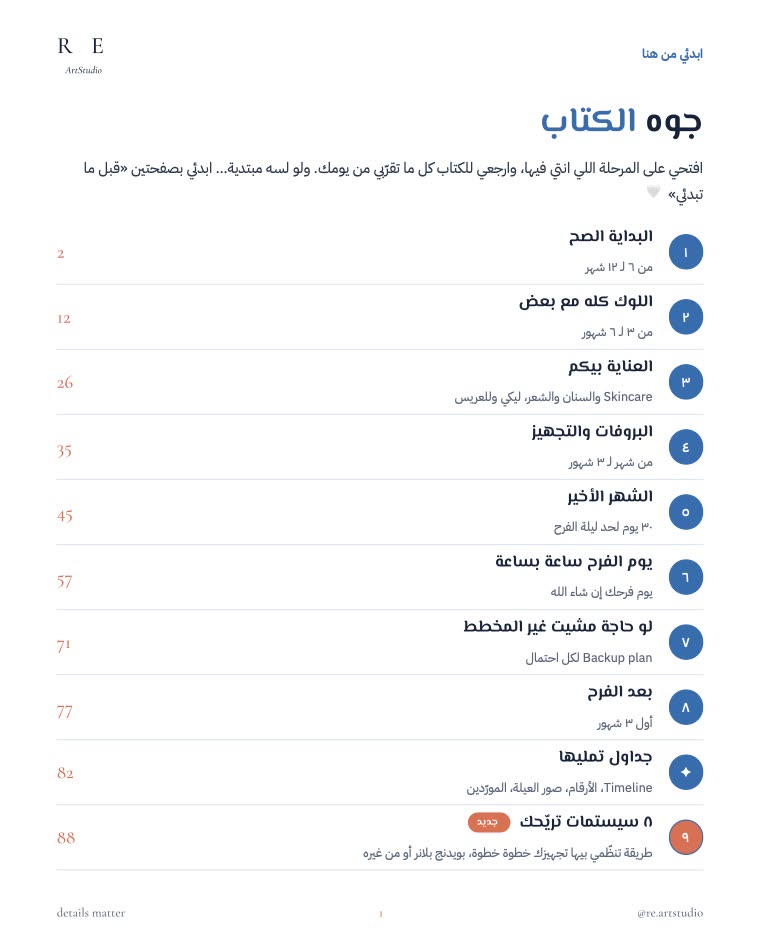 ابدئي من هنا
R E
ArtStudio
جوه الكتاب
افتحي على المرحلة اللي انتي فيها، وارجعي للكتاب كل ما تقرّبي من يومك. ولو لسه مبتدية... ابدئي بصفحتين «قبل ما
تبدئي» 🤍
١ البداية الصح 2
من ٦ لـ ١٢ شهر
٢ اللوك كله مع بعض 12
من ٣ لـ ٦ شهور
٣ العناية بيكم 26
Skincare والسنان والشعر، ليكي وللعريس
٤ البروفات والتجهيز 35
من شهر لـ ٣ شهور
٥ الشهر الأخير 45
٣٠ يوم لحد ليلة الفرح
٦ يوم الفرح ساعة بساعة 57
يوم فرحك إن شاء الله
٧ لو حاجة مشيت غير المخطط 71
Backup plan لكل احتمال
٨ بعد الفرح 77
أول ٣ شهور
✦ جداول تمليها 82
Timeline، الأرقام، صور العيلة، المورّدين
٩ ٨ سيستمات تريّحك جديد 88
طريقة تنظّمي بيها تجهيزك خطوة خطوة، بويدنج بلانر أو من غيره
@re.artstudio 1 details matter